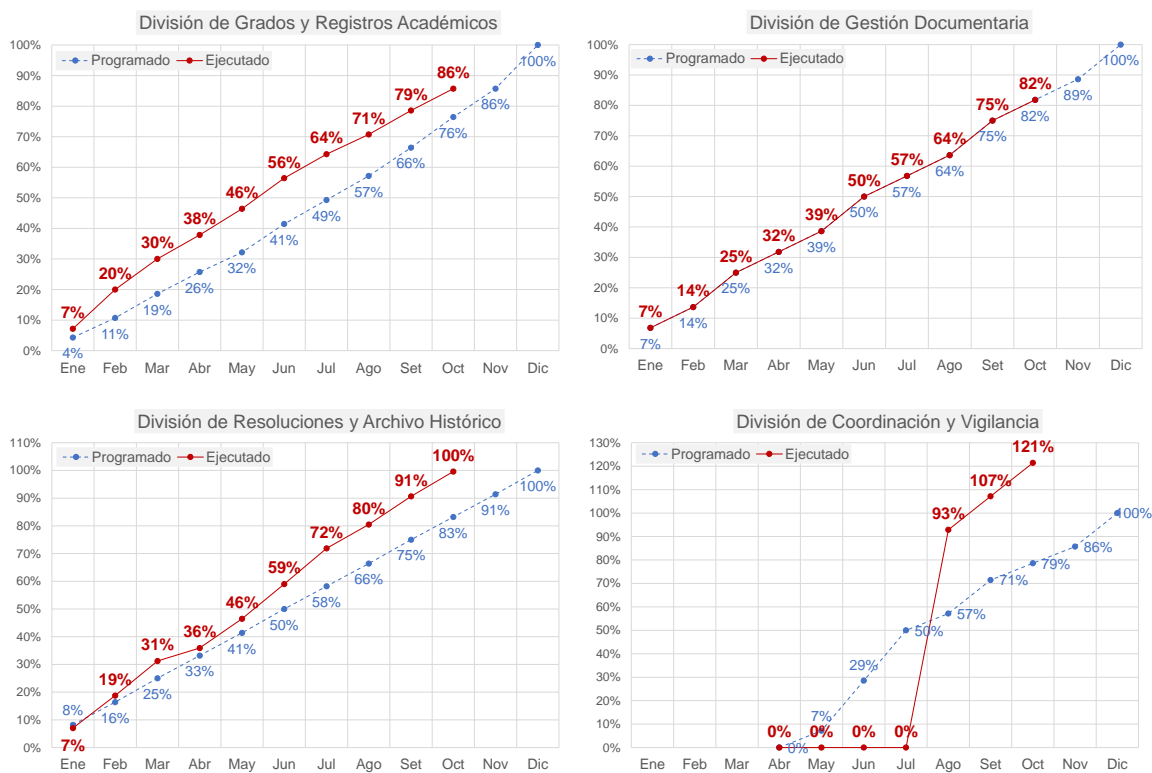 División de Grados y Registros Académicos
Programado Ejecutado
100%
90%
80%
70%
60%
50%
40%
30%
20%
10%
0%
7% 20% 30% 38% 46% 56% 64% 71% 79% 86%
4% 11% 19% 26% 32% 41% 49% 57% 66% 76% 86% 100%
Ene Feb Mar Abr May Jun Jul Ago Set Oct Nov Dic
División de Gestión Documentaria
Programado Ejecutado
100%
90%
80%
70%
60%
50%
40%
30%
20%
10%
0%
7% 14% 25% 32% 39% 50% 57% 64% 75% 82%
7% 14% 25% 32% 39% 50% 57% 64% 75% 82% 89% 100%
Ene Feb Mar Abr May Jun Jul Ago Set Oct Nov Dic
División de Resoluciones y Archivo Histórico
Programado Ejecutado
110%
100%
90%
80%
70%
60%
50%
40%
30%
20%
10%
0%
7% 19% 31% 36% 46% 59% 72% 80% 91% 100%
8% 16% 25% 33% 41% 50% 58% 66% 75% 83% 91% 100%
Ene Feb Mar Abr May Jun Jul Ago Set Oct Nov Dic
División de Coordinación y Vigilancia
Programado Ejecutado
130%
120%
110%
100%
90%
80%
70%
60%
50%
40%
30%
20%
10%
0%
0% 0% 0% 0% 93% 107% 121%
0% 7% 29% 50% 57% 71% 79% 86% 100%
Ene Feb Mar Abr May Jun Jul Ago Set Oct Nov Dic